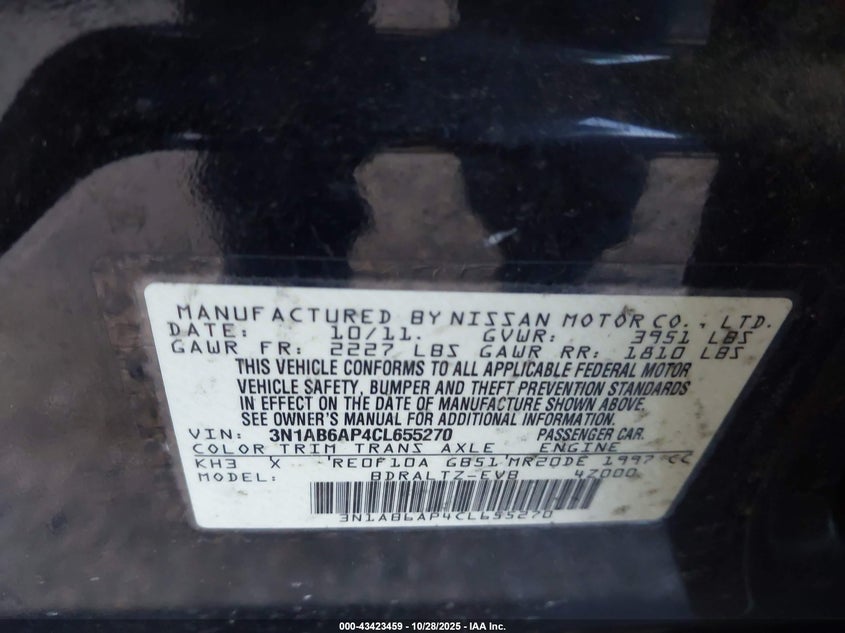 MANUFACTURED BY NISSAN MOTOR CO., LTD.
DATE: 10/11. GVWR: 3951 LBS
GAWR FR: 2227 LBS GAWR RR: 1810 LBS
THIS VEHICLE CONFORMS TO ALL APPLICABLE FEDERAL MOTOR
VEHICLE SAFETY, BUMPER AND THEFT PREVENTION STANDARDS
IN EFFECT ON THE DATE OF MANUFACTURE SHOWN ABOVE.
SEE OWNER'S MANUAL FOR ADDITIONAL INFORMATION.
VIN: 3N1AB6AP4CL655270 PASSENGER CAR.
COLOR TRIM TRANS AXLE ENGINE
KH3 X RE0F10A GB51 MR20DE 1997 CC
MODEL: BDRALTZ-EVB 4Z000
3N1AB6AP4CL655270
000-43423459 - 10/28/2025 - IAA Inc.